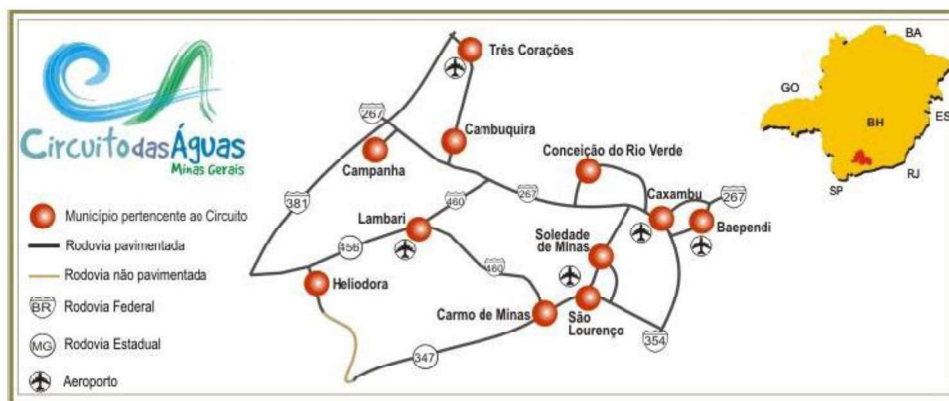 Circuito das Águas
Minas Gerais
Município pertencente ao Circuito
Rodovia pavimentada
Rodovia não pavimentada
BR
Rodovia Federal
MG
Rodovia Estadual
Aeroporto
Três Corações
267
Cambuquira
Campanha
Conceição do Rio Verde
381
460
267
Caxambu
267
Lambari
Baependi
456
Soledade
de Minas
460
Heliodora
Carmo de Minas
São
Lourenço
354
347
BA
GO
ES
BH
SP
RJ